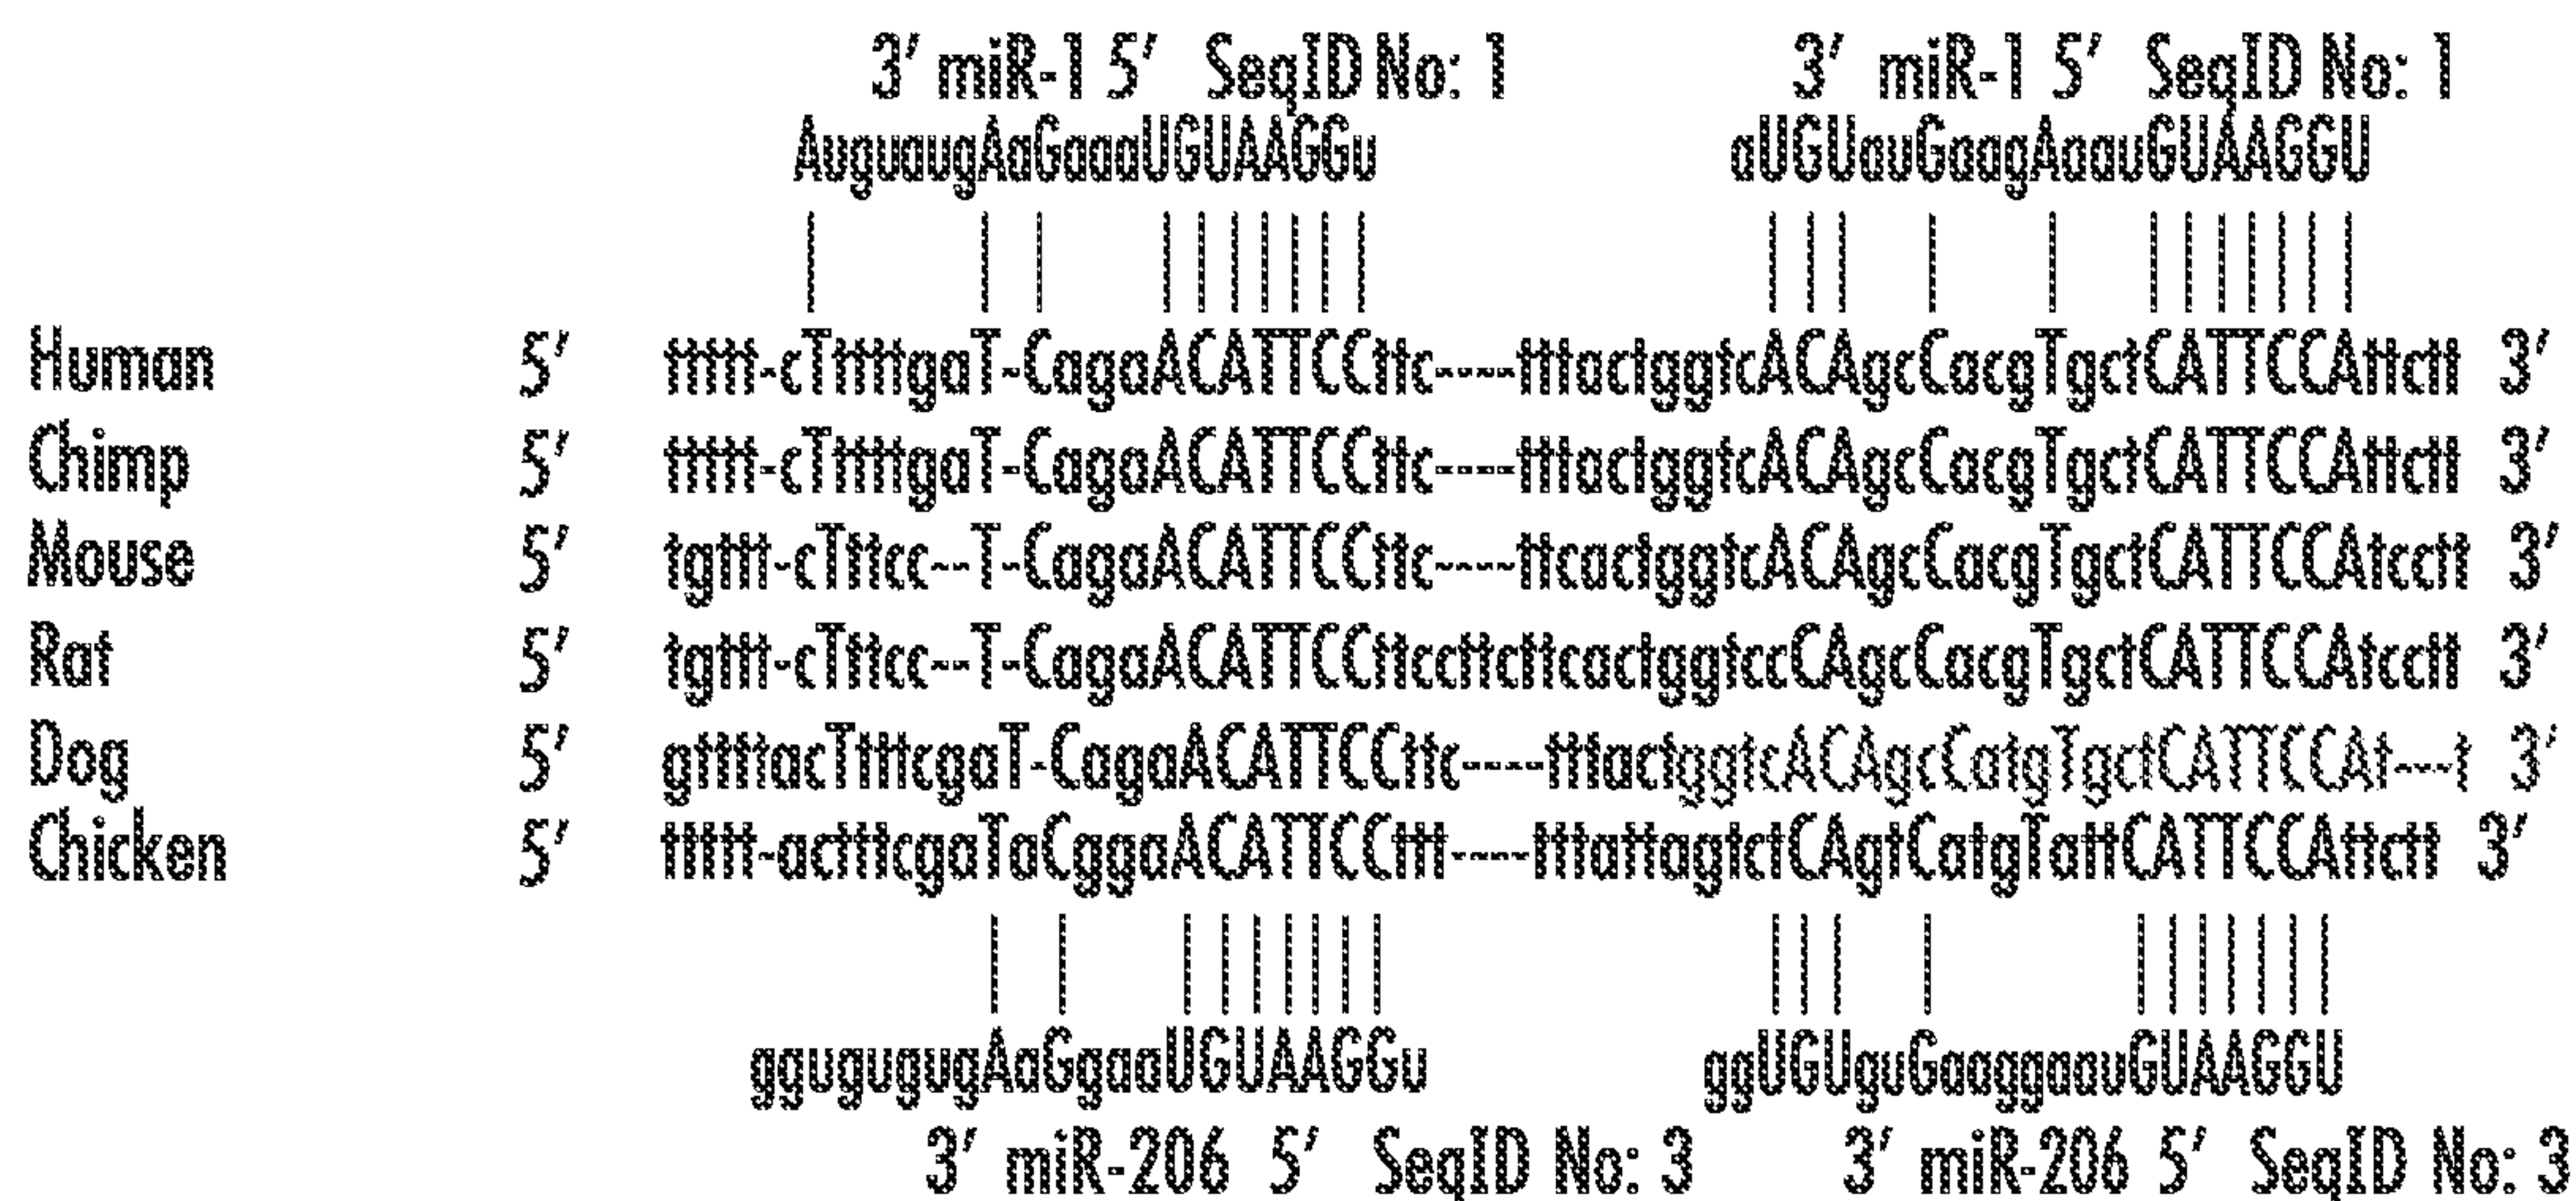 3' miR-1 5' SeqID No: 1 3' miR-1 5' SeqID No: 1
AuguaugAaGaaaUGUAAGGu aUGUauGaagAaauGUAAGGU
Human 5' ttttt-cTttttgaT-CagaACATTCCttc----tttactggtcACAgcCacgTgctCATTCCAttctt 3'
Chimp 5' ttttt-cTttttgaT-CagaACATTCCttc----tttactggtcACAgcCacgTgctCATTCCAttctt 3'
Mouse 5' tgttt-cTttcc--T-CagaACATTCCttc----ttcactggtcACAgcCacgTgctCATTCCAtcctt 3'
Rat 5' tgttt-cTttcc--T-CagaACATTCCttccttcttcactggtccCAgcCacgTgctCATTCCAtcctt 3'
Dog 5' gttttacTtttcgaT-CagaACATTCCttc----tttactggtcACAgcCatgTgctCATTCCAt---t 3'
Chicken 5' ttttt-actttcgaTaCggaACATTCCttt----tttattagtctCAgtCatgTattCATTCCAttctt 3'
ggugugugAaGgaaUGUAAGGu ggUGUguGaaggaauGUAAGGU
3' miR-206 5' SeqID No: 3 3' miR-206 5' SeqID No: 3